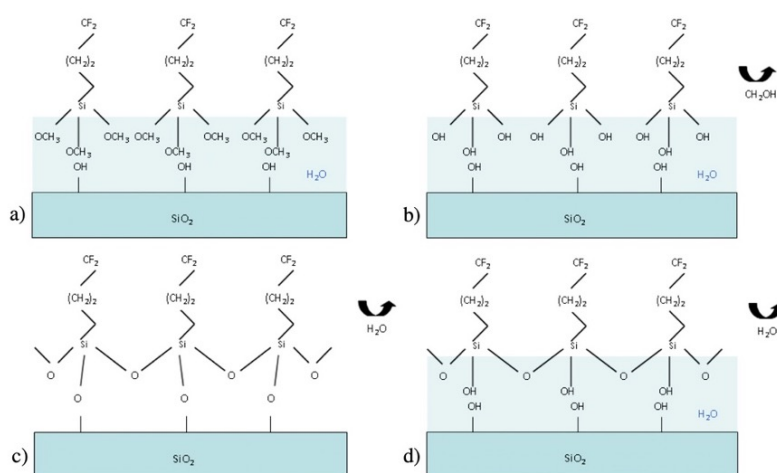 CF2 CF2 CF2
(CH2)2 (CH2)2 (CH2)2
Si Si Si
OCH3 OCH3 OCH3 OCH3 OCH3 OCH3
OCH3 OCH3 OCH3
OH OH OH
H2O
SiO2
a)
CF2 CF2 CF2
(CH2)2 (CH2)2 (CH2)2
CH2OH
Si Si Si
OH OH OH OH OH OH
OH OH OH
OH OH OH
H2O
SiO2
b)
CF2 CF2 CF2
(CH2)2 (CH2)2 (CH2)2
H2O
Si Si Si
O O O O
O O O
SiO2
c)
CF2 CF2 CF2
(CH2)2 (CH2)2 (CH2)2
H2O
Si Si Si
O O O O
OH OH OH
OH OH OH
H2O
SiO2
d)